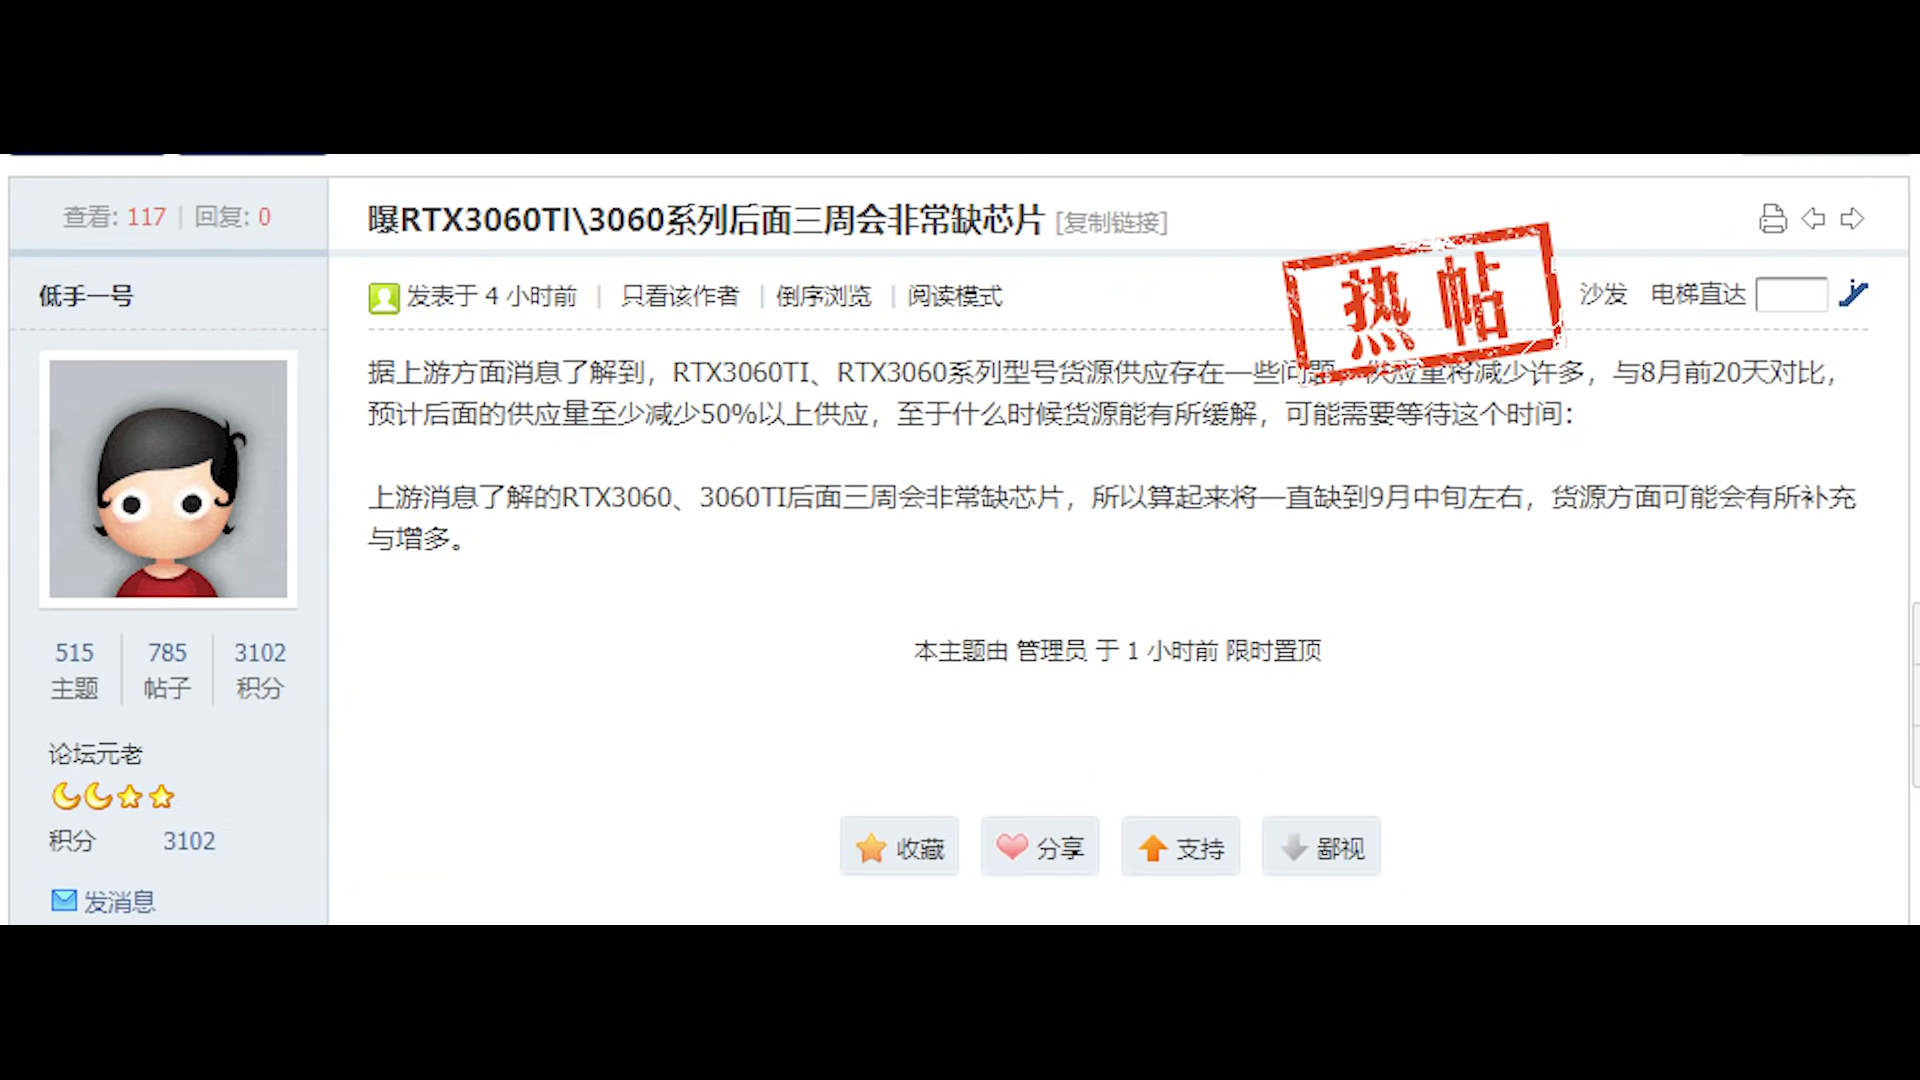 查看: 117 | 回复: 0
曝RTX3060TI\3060系列后面三周会非常缺芯片 [复制链接]
低手一号
发表于 4 小时前 | 只看该作者 | 倒序浏览 | 阅读模式
热帖
沙发 电梯直达
据上游方面消息了解到，RTX3060TI、RTX3060系列型号货源供应存在一些问题，供应量将减少许多，与8月前20天对比，
预计后面的供应量至少减少50%以上供应，至于什么时候货源能有所缓解，可能需要等待这个时间：
上游消息了解的RTX3060、3060TI后面三周会非常缺芯片，所以算起来将一直缺到9月中旬左右，货源方面可能会有所补充
与增多。
本主题由 管理员 于 1 小时前 限时置顶
515 785 3102
主题 帖子 积分
论坛元老
积分 3102
发消息
收藏 分享 支持 鄙视